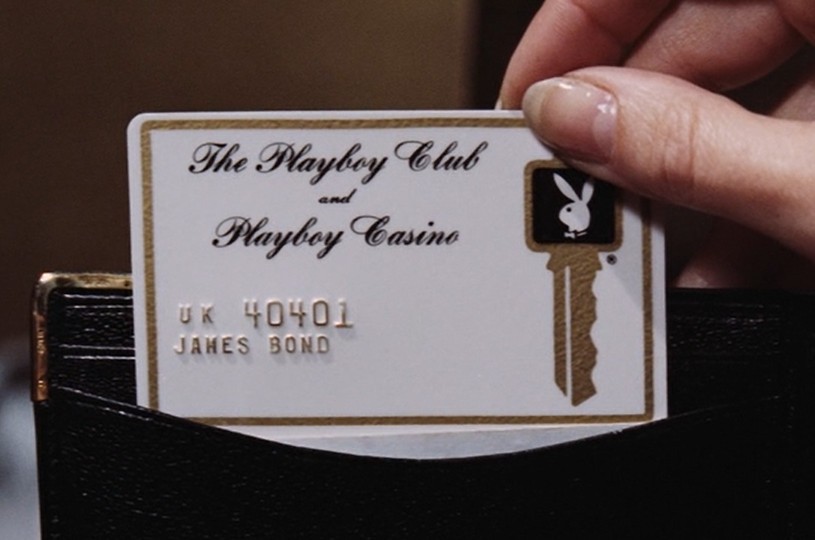 The Playboy Club
and
Playboy Casino
®
UK 40401
JAMES BOND